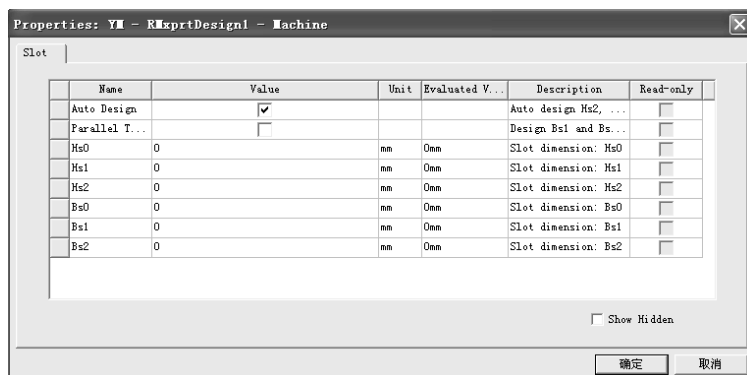 Properties: YM - RMxprtDesign1 - Machine
Slot
Name Value Unit Evaluated V... Description Read-only
Auto Design Auto design Hs2, ...
Parallel T... Design Bs1 and Bs...
Hs0 0 mm 0mm Slot dimension: Hs0
Hs1 0 mm 0mm Slot dimension: Hs1
Hs2 0 mm 0mm Slot dimension: Hs2
Bs0 0 mm 0mm Slot dimension: Bs0
Bs1 0 mm 0mm Slot dimension: Bs1
Bs2 0 mm 0mm Slot dimension: Bs2
Show Hidden
确定 取消